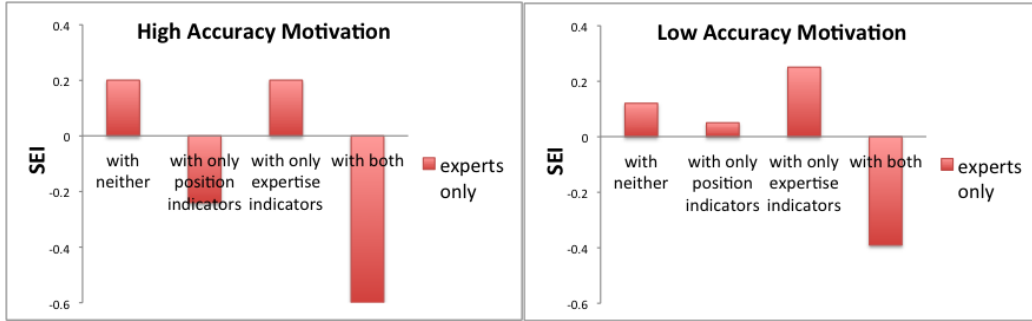 High Accuracy Motivation
0.4
0.2
0
-0.2
-0.4
-0.6
SEI
with neither
with only position indicators
with only expertise indicators
with both
experts only
Low Accuracy Motivation
0.4
0.2
0
-0.2
-0.4
-0.6
SEI
with neither
with only position indicators
with only expertise indicators
with both
experts only